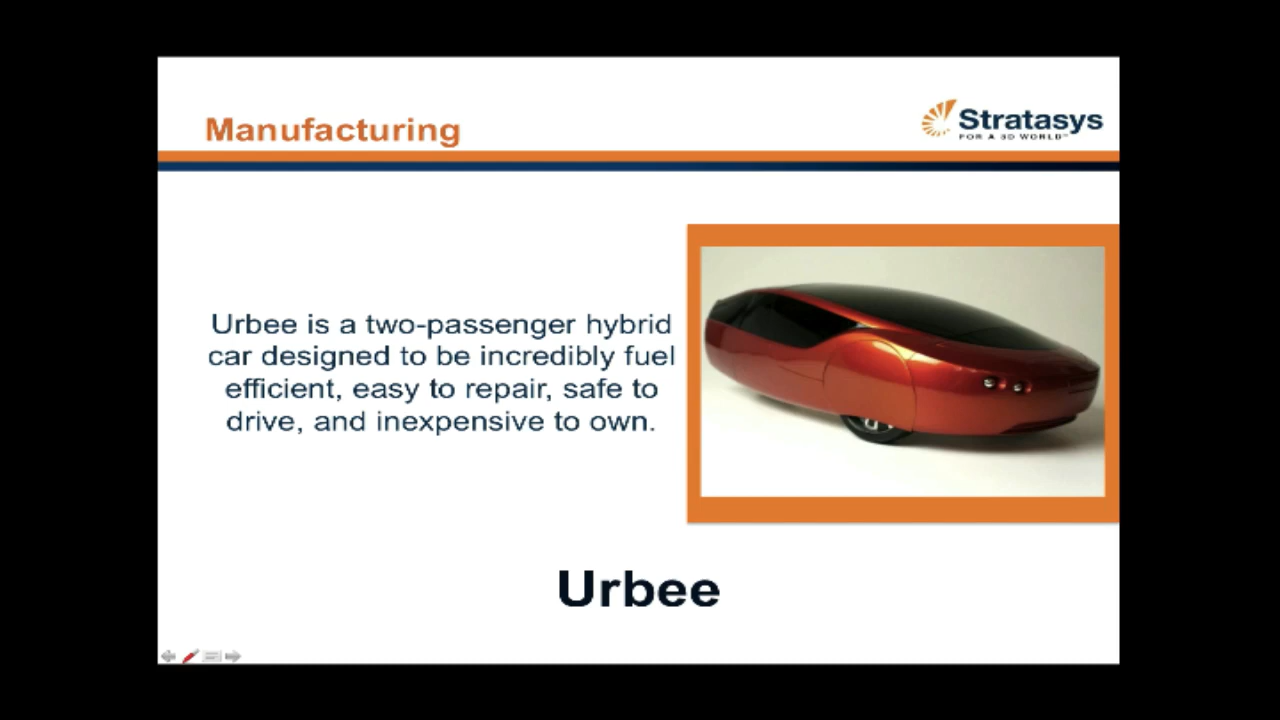 Manufacturing
Stratasys
FOR A 3D WORLD™
Urbee is a two-passenger hybrid
car designed to be incredibly fuel
efficient, easy to repair, safe to
drive, and inexpensive to own.
Urbee